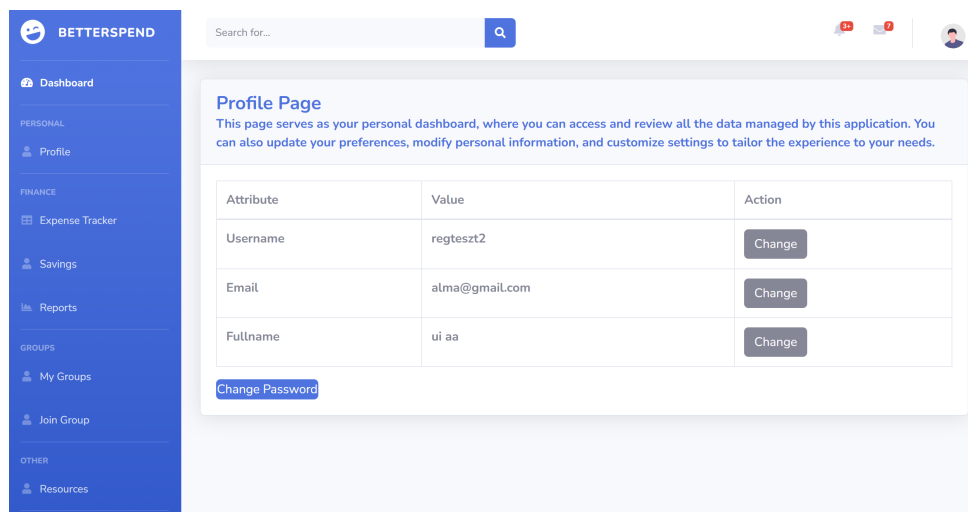 BETTERSPEND
Search for...
3+
7
Dashboard
PERSONAL
Profile
FINANCE
Expense Tracker
Savings
Reports
GROUPS
My Groups
Join Group
OTHER
Resources
Profile Page
This page serves as your personal dashboard, where you can access and review all the data managed by this application. You
can also update your preferences, modify personal information, and customize settings to tailor the experience to your needs.
Attribute Value Action
Username regteszt2 Change
Email alma@gmail.com Change
Fullname ui aa Change
Change Password